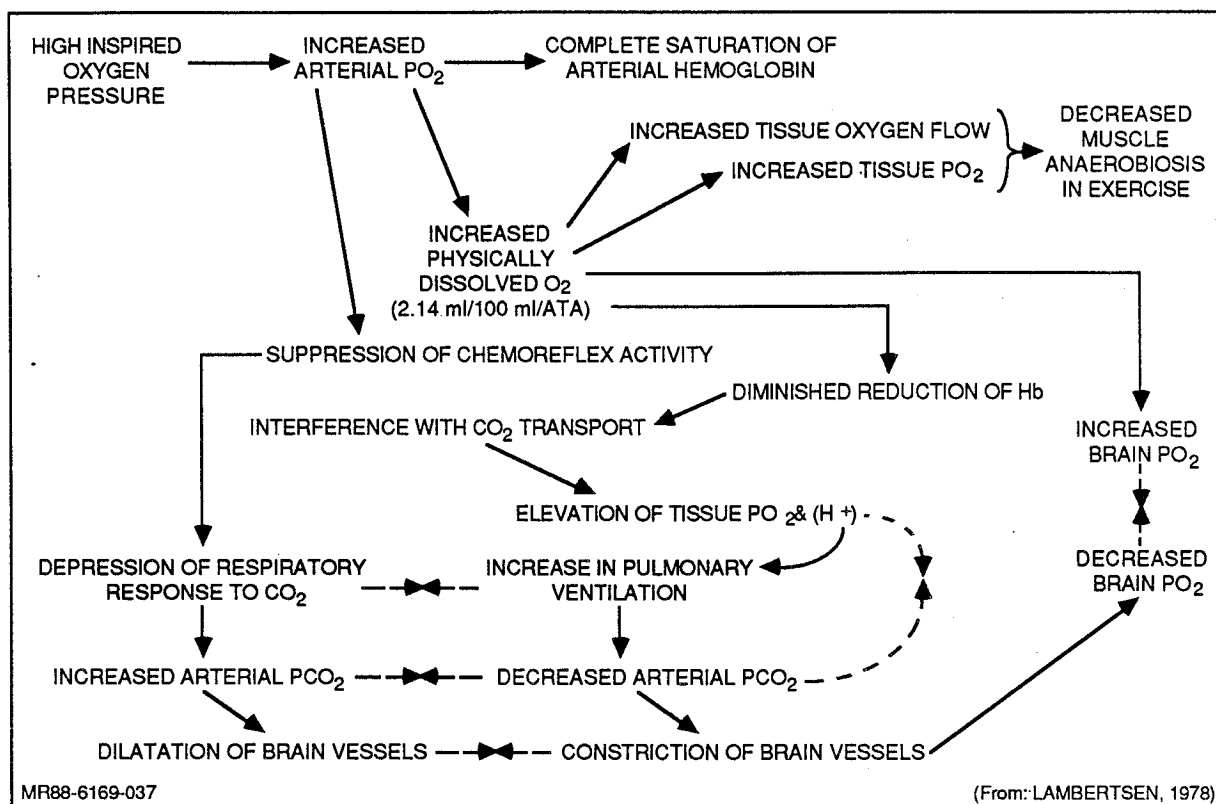 HIGH INSPIRED
OXYGEN
PRESSURE
INCREASED
ARTERIAL PO2
COMPLETE SATURATION OF
ARTERIAL HEMOGLOBIN
INCREASED TISSUE OXYGEN FLOW
INCREASED TISSUE PO2
DECREASED
MUSCLE
ANAEROBIOSIS
IN EXERCISE
INCREASED
PHYSICALLY
DISSOLVED O2
(2.14 ml/100 ml/ATA)
SUPPRESSION OF CHEMOREFLEX ACTIVITY
DIMINISHED REDUCTION OF Hb
INTERFERENCE WITH CO2 TRANSPORT
INCREASED
BRAIN PO2
ELEVATION OF TISSUE PO2& (H+)
DEPRESSION OF RESPIRATORY
RESPONSE TO CO2
INCREASE IN PULMONARY
VENTILATION
DECREASED
BRAIN PO2
INCREASED ARTERIAL PCO2
DECREASED ARTERIAL PCO2
DILATATION OF BRAIN VESSELS
CONSTRICTION OF BRAIN VESSELS
MR88-6169-037
(From: LAMBERTSEN, 1978)